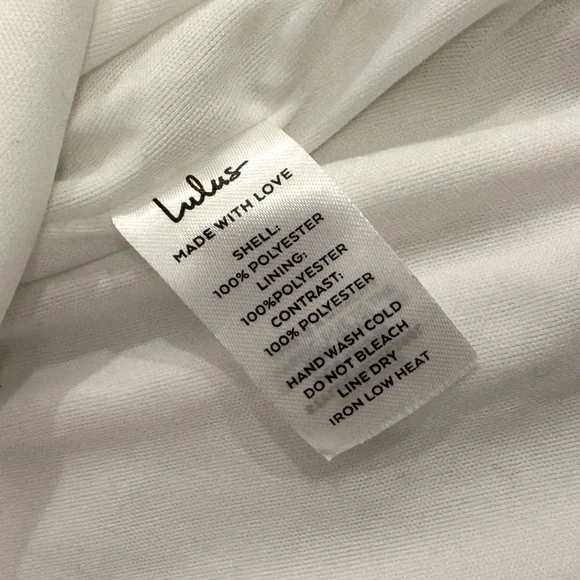 Lulus
MADE WITH LOVE
SHELL:
100% POLYESTER
LINING:
100%POLYESTER
CONTRAST:
100% POLYESTER
HAND WASH COLD
DO NOT BLEACH
LINE DRY
IRON LOW HEAT